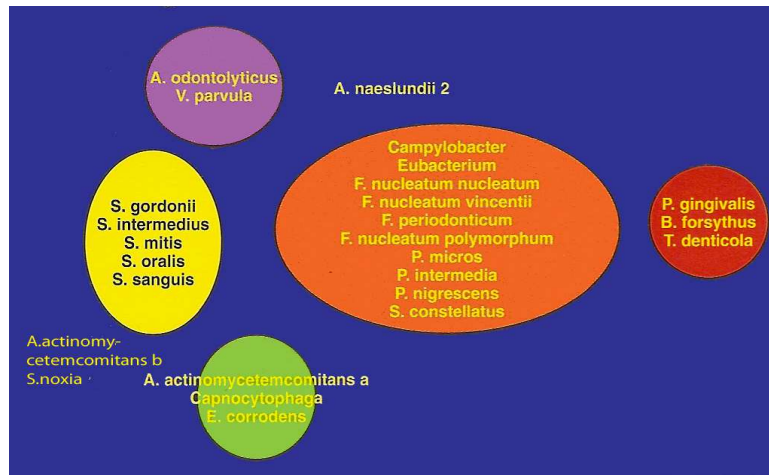 A. odontolyticus
V. parvula
A. naeslundii 2
S. gordonii
S. intermedius
S. mitis
S. oralis
S. sanguis
Campylobacter
Eubacterium
F. nucleatum nucleatum
F. nucleatum vincentii
F. periodonticum
F. nucleatum polymorphum
P. micros
P. intermedia
P. nigrescens
S. constellatus
P. gingivalis
B. forsythus
T. denticola
A.actinomy-
cetemcomitans b
S.noxia
A. actinomycetemcomitans a
Capnocytophaga
E. corrodens